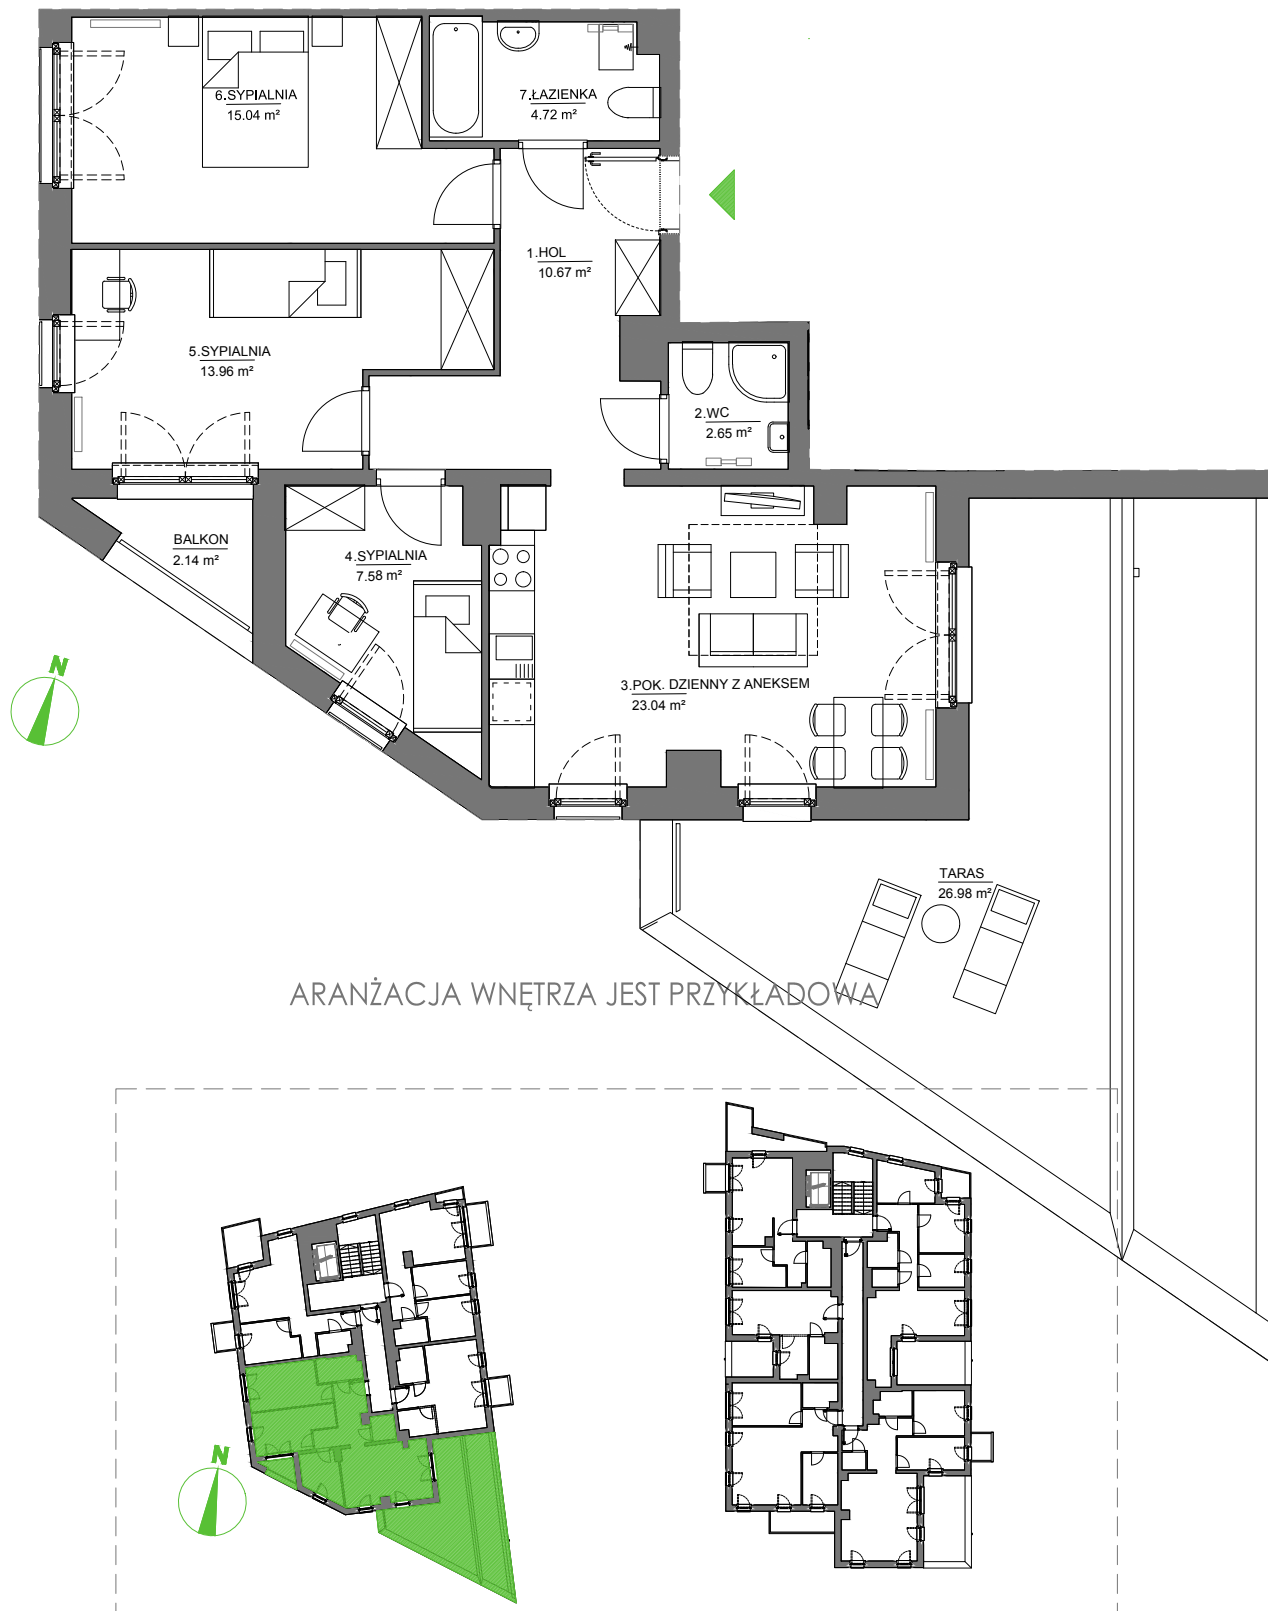 6.SYPIALNIA
15.04 m²
7.ŁAZIENKA
4.72 m²
1.HOL
10.67 m²
5.SYPIALNIA
13.96 m²
2.WC
2.65 m²
BALKON
2.14 m²
4.SYPIALNIA
7.58 m²
N
3.POK. DZIENNY Z ANEKSEM
23.04 m²
TARAS
26.98 m²
ARANŻACJA WNĘTRZA JEST PRZYKŁADOWA
N